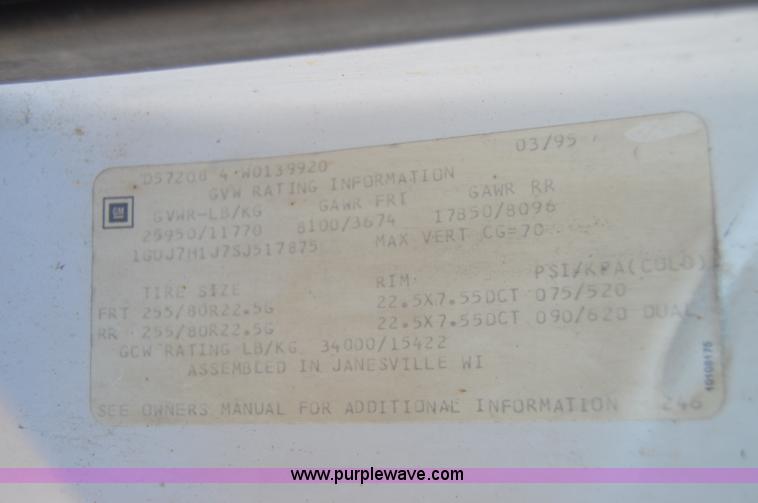 D57208 4 W0139920 03/95
GVW RATING INFORMATION
GVWR-LB/KG GAWR FRT GAWR RR
25950/11770 8100/3674 17850/8096
1GDJ7H1J7SJ517875 MAX VERT CG=70
GM
TIRE SIZE RIM PSI/KPA(COLD)
FRT 255/80R22.5G 22.5X7.55DCT 075/520
RR 255/80R22.5G 22.5X7.55DCT 090/620 DUAL
GCW RATING LB/KG 34000/15422
ASSEMBLED IN JANESVILLE WI
10108175
SEE OWNERS MANUAL FOR ADDITIONAL INFORMATION 246
www.purplewave.com